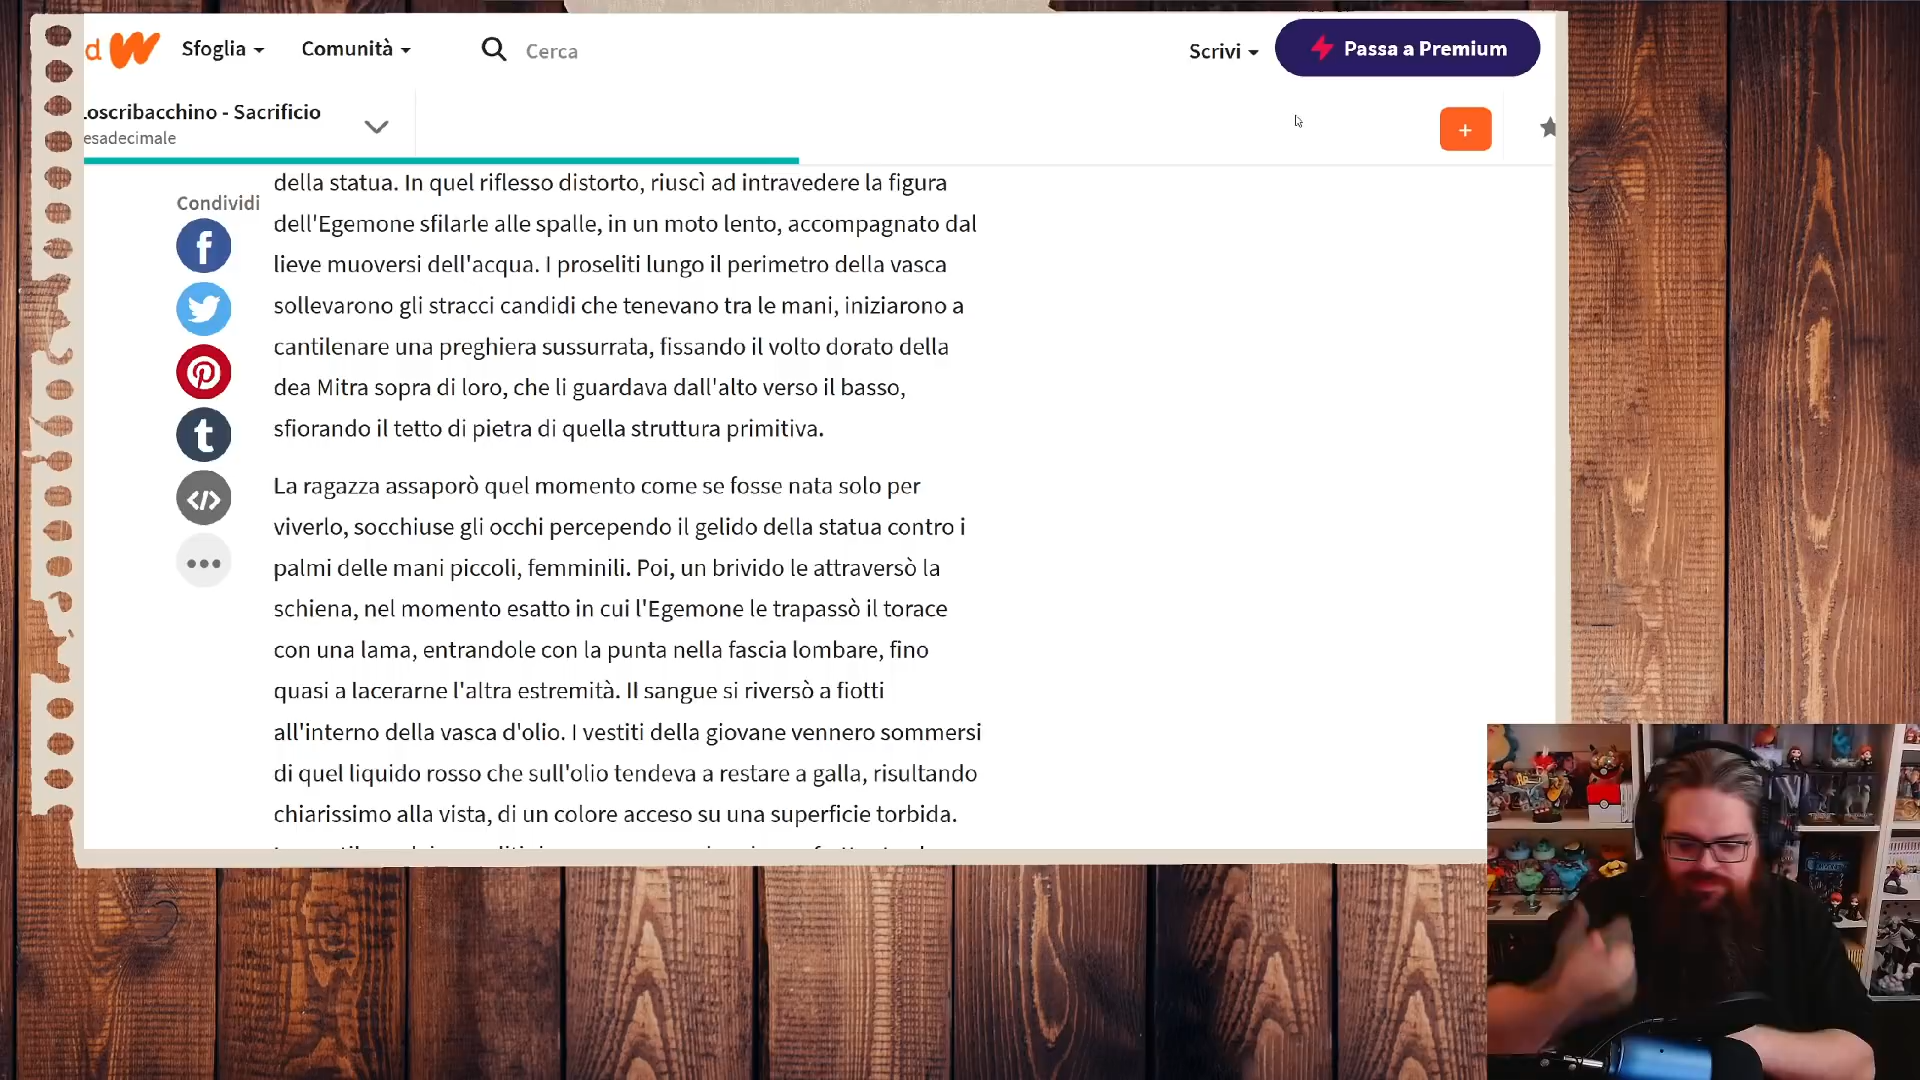 d
Sfoglia
Comunità
Cerca
Scrivi
Passa a Premium
Loscribacchino - Sacrificio
esadecimale
+
Condividi
della statua. In quel riflesso distorto, riuscì ad intravedere la figura
dell'Egemone sfilarle alle spalle, in un moto lento, accompagnato dal
lieve muoversi dell'acqua. I proseliti lungo il perimetro della vasca
sollevarono gli stracci candidi che tenevano tra le mani, iniziarono a
cantilenare una preghiera sussurrata, fissando il volto dorato della
dea Mitra sopra di loro, che li guardava dall'alto verso il basso,
sfiorando il tetto di pietra di quella struttura primitiva.
La ragazza assaporò quel momento come se fosse nata solo per
viverlo, socchiuse gli occhi percependo il gelido della statua contro i
palmi delle mani piccoli, femminili. Poi, un brivido le attraversò la
schiena, nel momento esatto in cui l'Egemone le trapassò il torace
con una lama, entrandole con la punta nella fascia lombare, fino
quasi a lacerarne l'altra estremità. Il sangue si riversò a fiotti
all'interno della vasca d'olio. I vestiti della giovane vennero sommersi
di quel liquido rosso che sull'olio tendeva a restare a galla, risultando
chiarissimo alla vista, di un colore acceso su una superficie torbida.